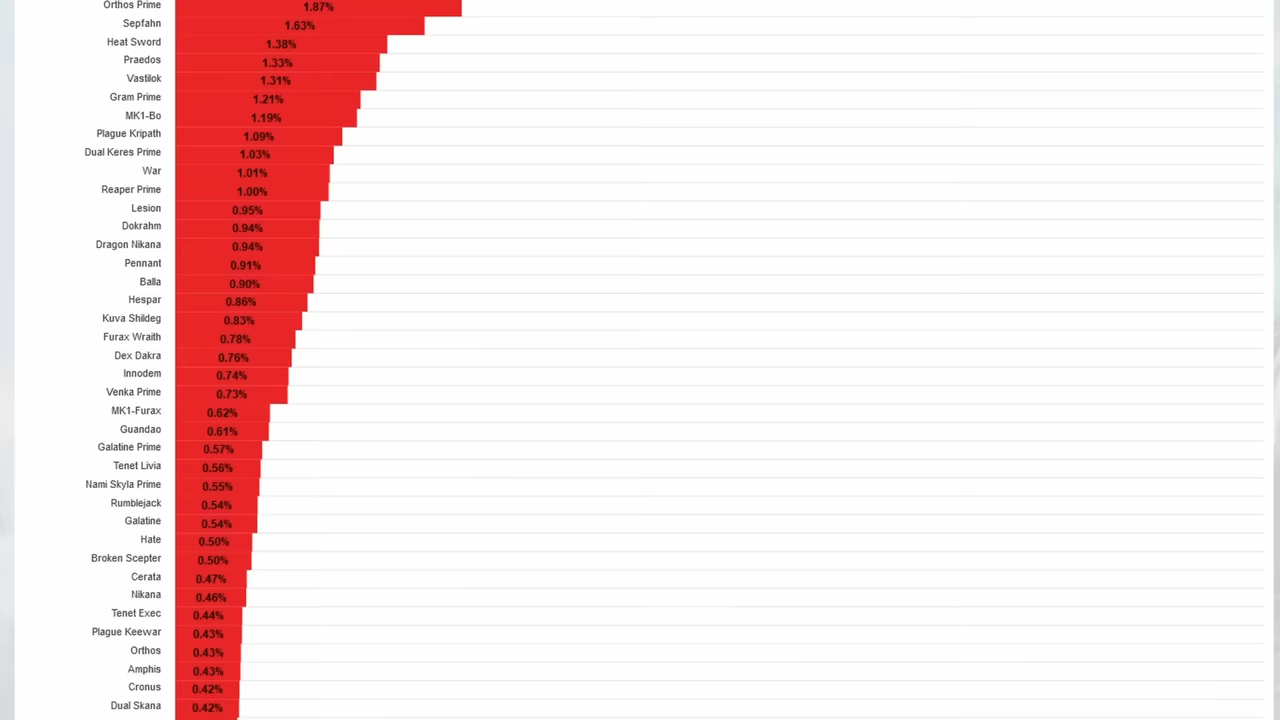 Orthos Prime 1.87%
Sepfahn 1.63%
Heat Sword 1.38%
Praedos 1.33%
Vastilok 1.31%
Gram Prime 1.21%
MK1-Bo 1.19%
Plague Kripath 1.09%
Dual Keres Prime 1.03%
War 1.01%
Reaper Prime 1.00%
Lesion 0.95%
Dokrahm 0.94%
Dragon Nikana 0.94%
Pennant 0.91%
Balla 0.90%
Hespar 0.86%
Kuva Shildeg 0.83%
Furax Wraith 0.78%
Dex Dakra 0.76%
Innodem 0.74%
Venka Prime 0.73%
MK1-Furax 0.62%
Guandao 0.61%
Galatine Prime 0.57%
Tenet Livia 0.56%
Nami Skyla Prime 0.55%
Rumblejack 0.54%
Galatine 0.54%
Hate 0.50%
Broken Scepter 0.50%
Cerata 0.47%
Nikana 0.46%
Tenet Exec 0.44%
Plague Keewar 0.43%
Orthos 0.43%
Amphis 0.43%
Cronus 0.42%
Dual Skana 0.42%